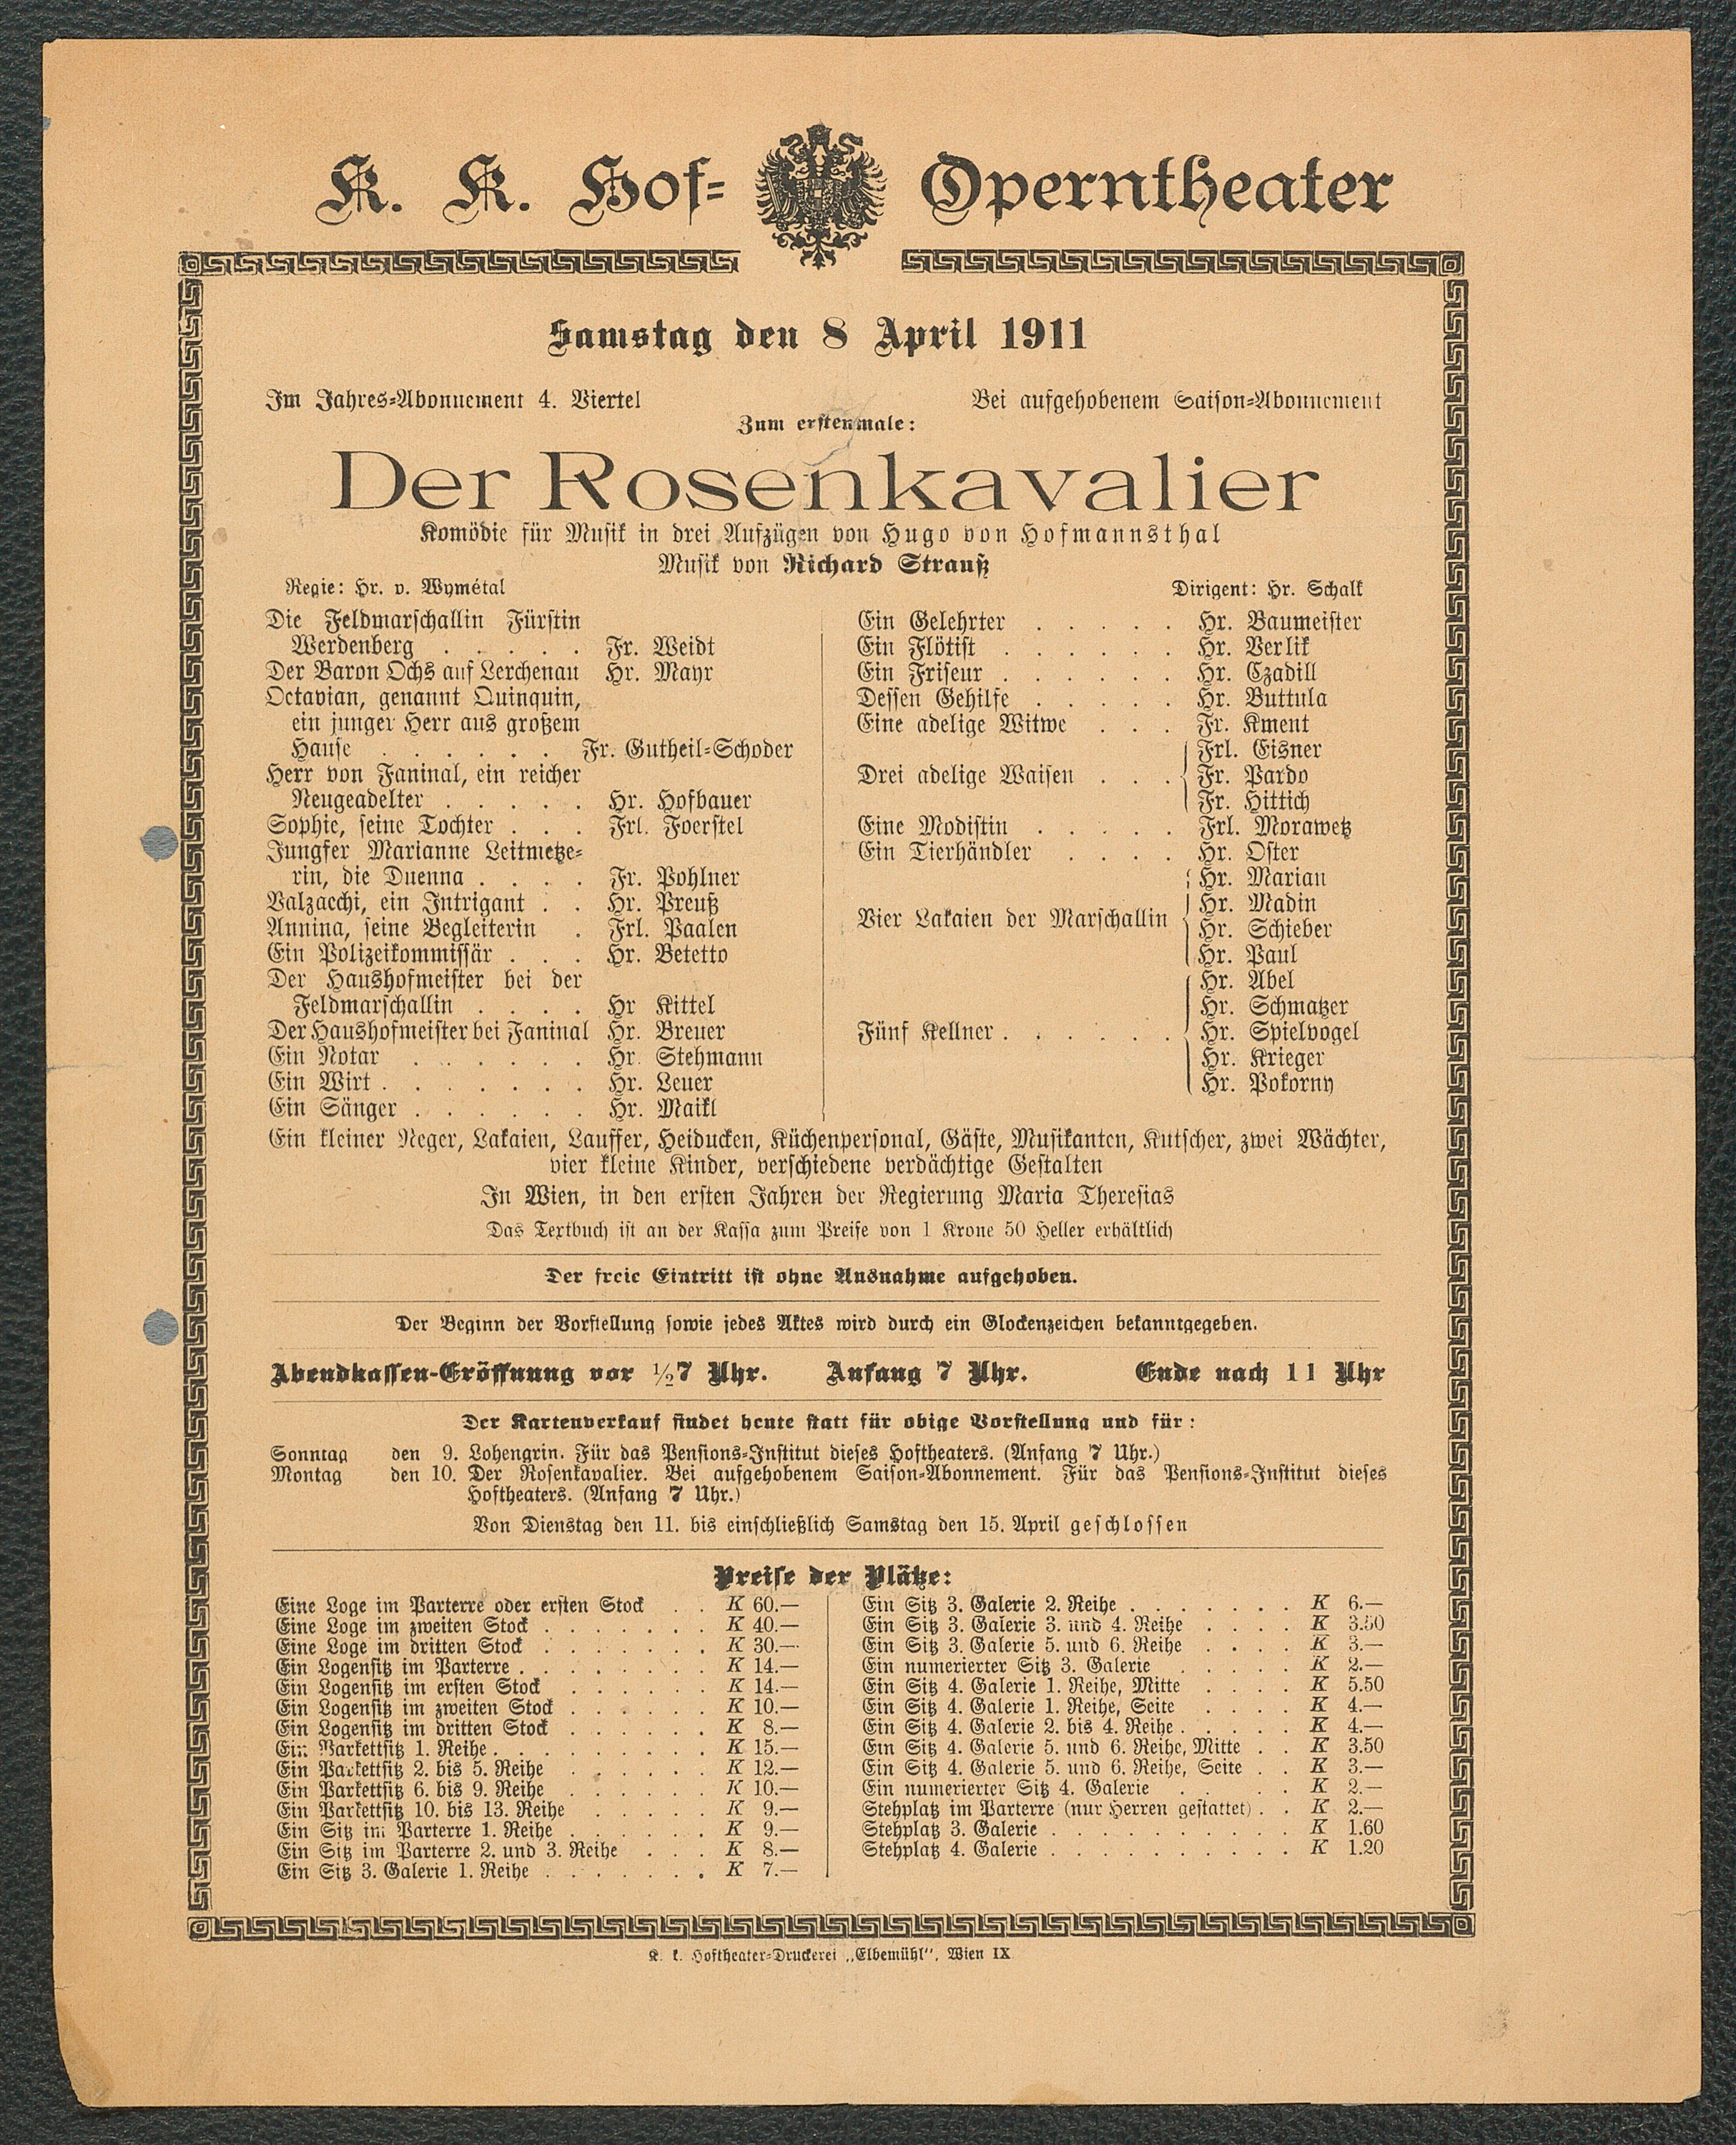 K. K. Hof= Operntheater
Samstag den 8 April 1911
Im Jahres=Abonnement 4. Viertel
Bei aufgehobenem Saison=Abonnement
Zum erstenmale:
Der Rosenkavalier
Komödie für Musik in drei Aufzügen von Hugo von Hofmannsthal
Musik von Richard Strauß
Regie: Hr. v. Wymétal
Dirigent: Hr. Schalk
Die Feldmarschallin Fürstin
Werdenberg . . . . . Fr. Weidt
Der Baron Ochs auf Lerchenau Hr. Mayr
Octavian, genannt Quinquin,
ein junger Herr aus großem
Hause . . . . . . Fr. Gutheil=Schoder
Herr von Faninal, ein reicher
Neugeadelter . . . . . Hr. Hofbauer
Sophie, seine Tochter . . . Frl. Foerstel
Jungfer Marianne Leitmetze=
rin, die Duenna . . . . Fr. Pohlner
Valzacchi, ein Intrigant . . Hr. Preuß
Annina, seine Begleiterin . Frl. Paalen
Ein Polizeikommissär . . . Hr. Betetto
Der Haushofmeister bei der
Feldmarschallin . . . . Hr Kittel
Der Haushofmeister bei Faninal Hr. Breuer
Ein Notar . . . . . . Hr. Stehmann
Ein Wirt . . . . . . . Hr. Leuer
Ein Sänger . . . . . . Hr. Maikl
Ein Gelehrter . . . . . Hr. Baumeister
Ein Flötist . . . . . . Hr. Verlik
Ein Friseur . . . . . . Hr. Czadill
Dessen Gehilfe . . . . . Hr. Buttula
Eine adelige Witwe . . . Fr. Kment
Frl. Eisner
Drei adelige Waisen . . . Fr. Pardo
Fr. Hittich
Eine Modistin . . . . . Frl. Morawetz
Ein Tierhändler . . . . Hr. Oster
Hr. Marian
Hr. Madin
Vier Lakaien der Marschallin
Hr. Schieber
Hr. Paul
Hr. Abel
Hr. Schmatzer
Fünf Kellner . . . . . . Hr. Spielvogel
Hr. Krieger
Hr. Pokorny
Ein kleiner Neger, Lakaien, Lauffer, Heiducken, Küchenpersonal, Gäste, Musikanten, Kutscher, zwei Wächter,
vier kleine Kinder, verschiedene verdächtige Gestalten
In Wien, in den ersten Jahren der Regierung Maria Theresias
Das Textbuch ist an der Kassa zum Preise von 1 Krone 50 Heller erhältlich
Der freie Eintritt ist ohne Ausnahme aufgehoben.
Der Beginn der Vorstellung sowie jedes Aktes wird durch ein Glockenzeichen bekanntgegeben.
Abendkassen-Eröffnung vor ½7 Uhr. Anfang 7 Uhr. Ende nach 11 Uhr
Der Kartenverkauf findet heute statt für obige Vorstellung und für:
Sonntag den 9. Lohengrin. Für das Pensions=Institut dieses Hoftheaters. (Anfang 7 Uhr.)
Montag den 10. Der Rosenkavalier. Bei aufgehobenem Saison=Abonnement. Für das Pensions=Institut dieses
Hoftheaters. (Anfang 7 Uhr.)
Von Dienstag den 11. bis einschließlich Samstag den 15. April geschlossen
Preise der Plätze:
Eine Loge im Parterre oder ersten Stock . . K 60.—
Eine Loge im zweiten Stock . . . . . . . K 40.—
Eine Loge im dritten Stock . . . . . . . K 30.—
Ein Logensitz im Parterre . . . . . . . . K 14.—
Ein Logensitz im ersten Stock . . . . . . K 14.—
Ein Logensitz im zweiten Stock . . . . . . K 10.—
Ein Logensitz im dritten Stock . . . . . . K 8.—
Ein Parkettsitz 1. Reihe . . . . . . . . . K 15.—
Ein Parkettsitz 2. bis 5. Reihe . . . . . . K 12.—
Ein Parkettsitz 6. bis 9. Reihe . . . . . . K 10.—
Ein Parkettsitz 10. bis 13. Reihe . . . . . K 9.—
Ein Sitz im Parterre 1. Reihe . . . . . . K 9.—
Ein Sitz im Parterre 2. und 3. Reihe . . . K 8.—
Ein Sitz 3. Galerie 1. Reihe . . . . . . . K 7.—
Ein Sitz 3. Galerie 2. Reihe . . . . . . . K 6.—
Ein Sitz 3. Galerie 3. und 4. Reihe . . . . K 3.50
Ein Sitz 3. Galerie 5. und 6. Reihe . . . . K 3.—
Ein numerierter Sitz 3. Galerie . . . . . K 2.—
Ein Sitz 4. Galerie 1. Reihe, Mitte . . . . K 5.50
Ein Sitz 4. Galerie 1. Reihe, Seite . . . . K 4.—
Ein Sitz 4. Galerie 2. bis 4. Reihe . . . . . K 4.—
Ein Sitz 4. Galerie 5. und 6. Reihe, Mitte . . K 3.50
Ein Sitz 4. Galerie 5. und 6. Reihe, Seite . . K 3.—
Ein numerierter Sitz 4. Galerie . . . . K 2.—
Stehplatz im Parterre (nur Herren gestattet) . . K 2.—
Stehplatz 3. Galerie . . . . . . . . . . K 1.60
Stehplatz 4. Galerie . . . . . . . . . . K 1.20
K. k. Hoftheater=Druckerei „Elbemühl", Wien IX